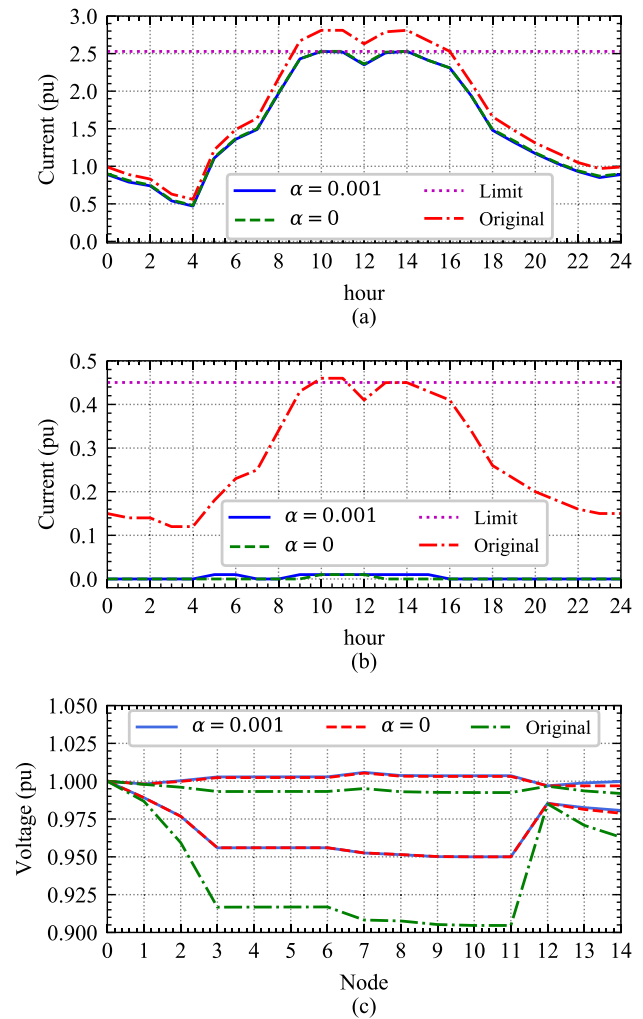 3.0
2.5
2.0
1.5
1.0
0.5
0.0
Current (pu)
α = 0.001
α = 0
Limit
Original
0 2 4 6 8 10 12 14 16 18 20 22 24
hour
(a)
0.5
0.4
0.3
0.2
0.1
0.0
Current (pu)
α = 0.001
α = 0
Limit
Original
0 2 4 6 8 10 12 14 16 18 20 22 24
hour
(b)
1.050
1.025
1.000
0.975
0.950
0.925
0.900
Voltage (pu)
α = 0.001 α = 0 Original
0 1 2 3 4 5 6 7 8 9 10 11 12 13 14
Node
(c)